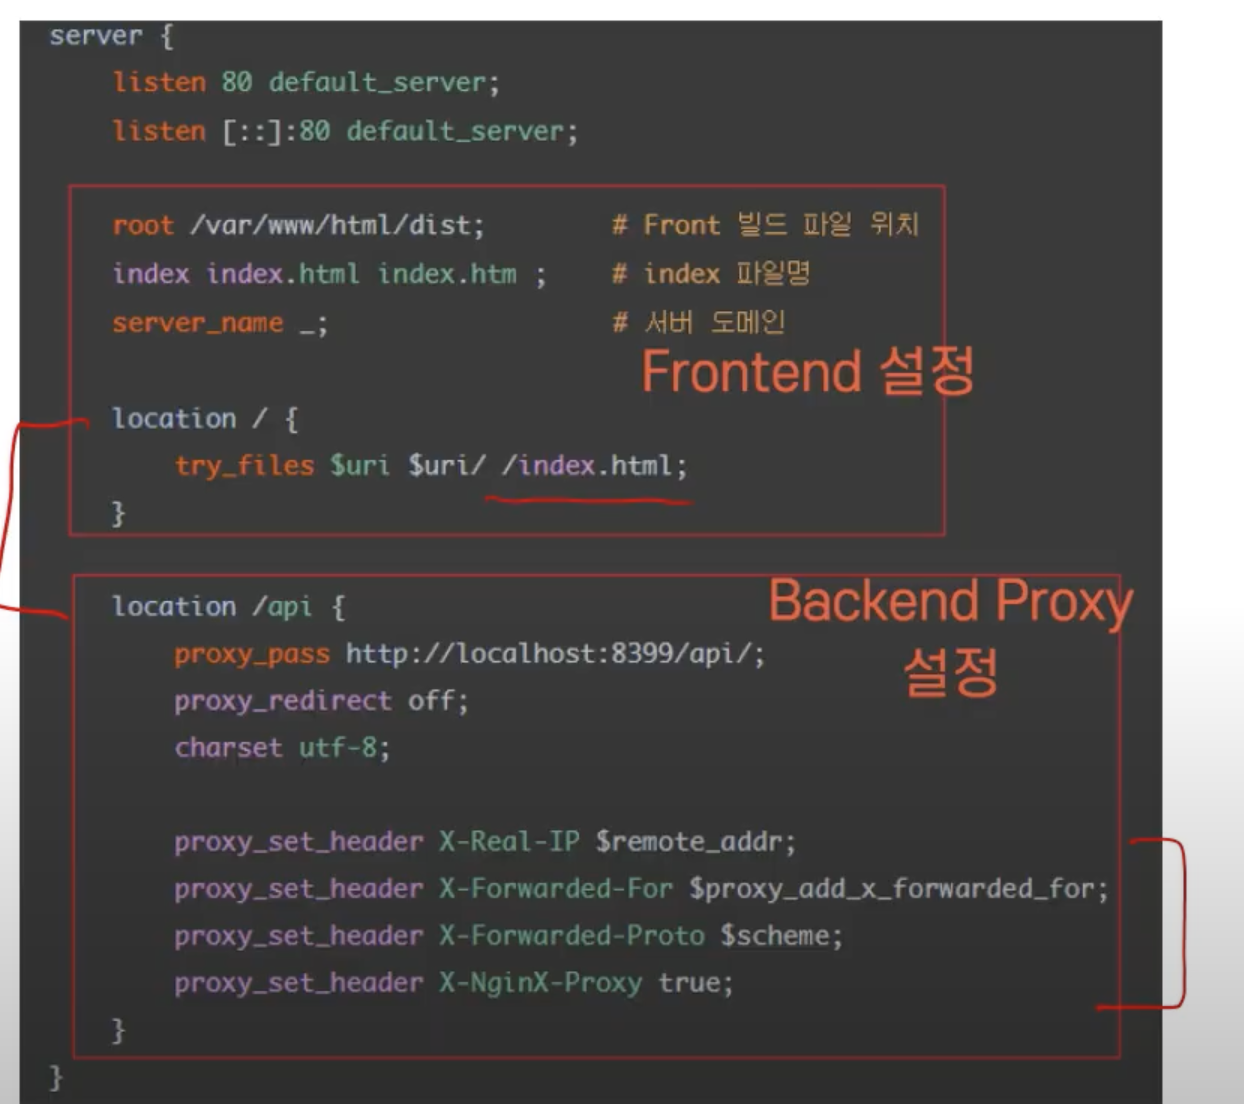 server {
listen 80 default_server;
listen [::]:80 default_server;
root /var/www/html/dist; # Front 빌드 파일 위치
index index.html index.htm ; # index 파일명
server_name _; # 서버 도메인
Frontend 설정
location / {
try_files $uri $uri/ /index.html;
}
location /api {
Backend Proxy
설정
proxy_pass http://localhost:8399/api/;
proxy_redirect off;
charset utf-8;
proxy_set_header X-Real-IP $remote_addr;
proxy_set_header X-Forwarded-For $proxy_add_x_forwarded_for;
proxy_set_header X-Forwarded-Proto $scheme;
proxy_set_header X-NginX-Proxy true;
}
}